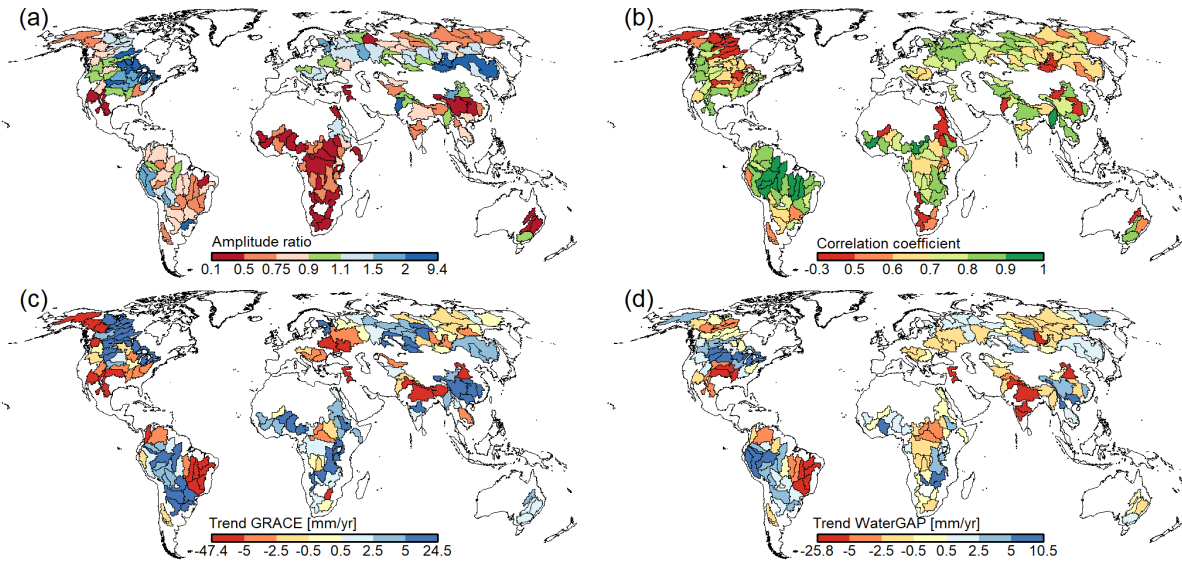 (a)
Amplitude ratio
0.1 0.5 0.75 0.9 1.1 1.5 2 9.4
(b)
Correlation coefficient
-0.3 0.5 0.6 0.7 0.8 0.9 1
(c)
Trend GRACE [mm/yr]
-47.4 -5 -2.5 -0.5 0.5 2.5 5 24.5
(d)
Trend WaterGAP [mm/yr]
-25.8 -5 -2.5 -0.5 0.5 2.5 5 10.5